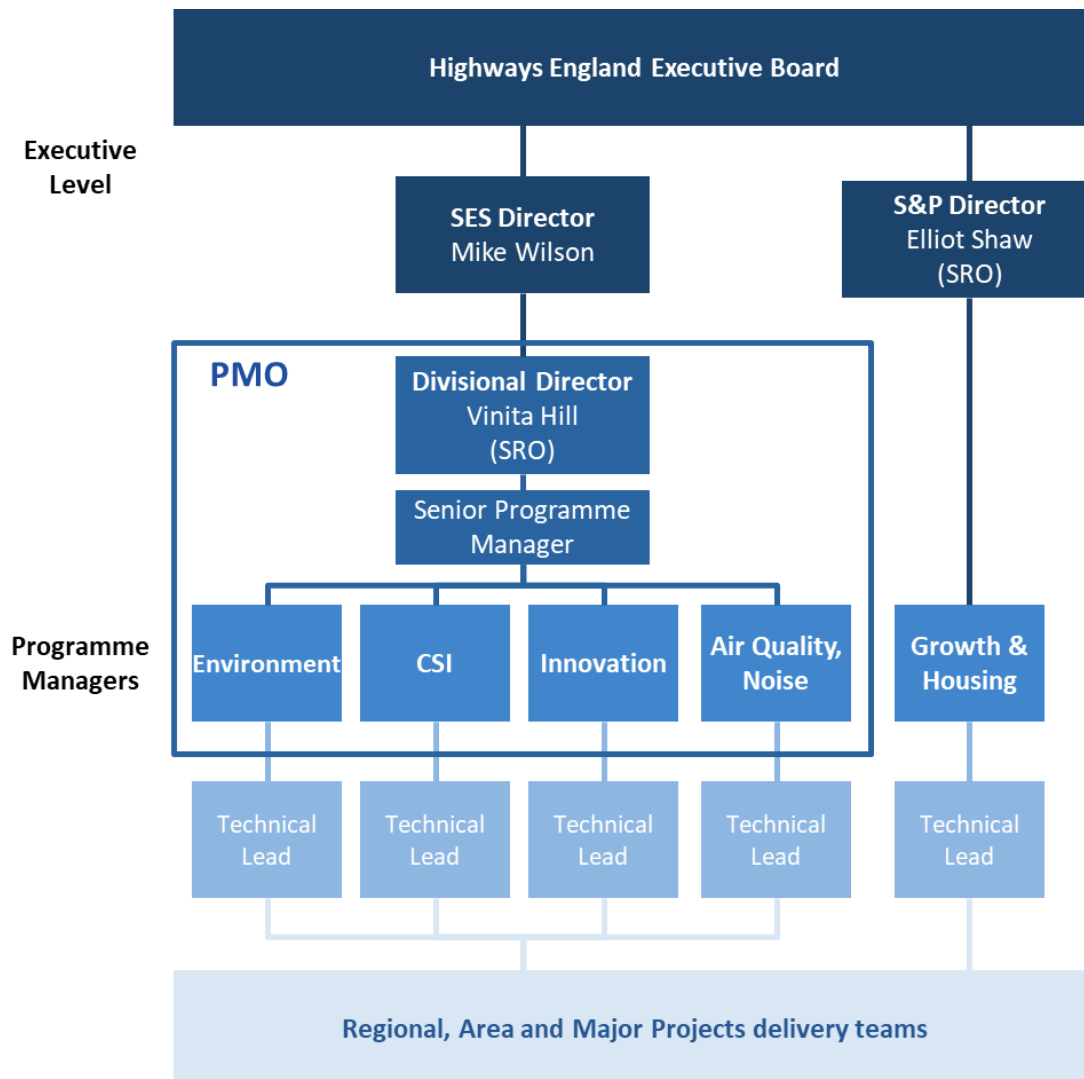 Highways England Executive Board
Executive
Level
SES Director
Mike Wilson
S&P Director
Elliot Shaw
(SRO)
PMO
Divisional Director
Vinita Hill
(SRO)
Senior Programme
Manager
Programme
Managers
Environment
CSI
Innovation
Air Quality,
Noise
Growth &
Housing
Technical
Lead
Technical
Lead
Technical
Lead
Technical
Lead
Technical
Lead
Regional, Area and Major Projects delivery teams